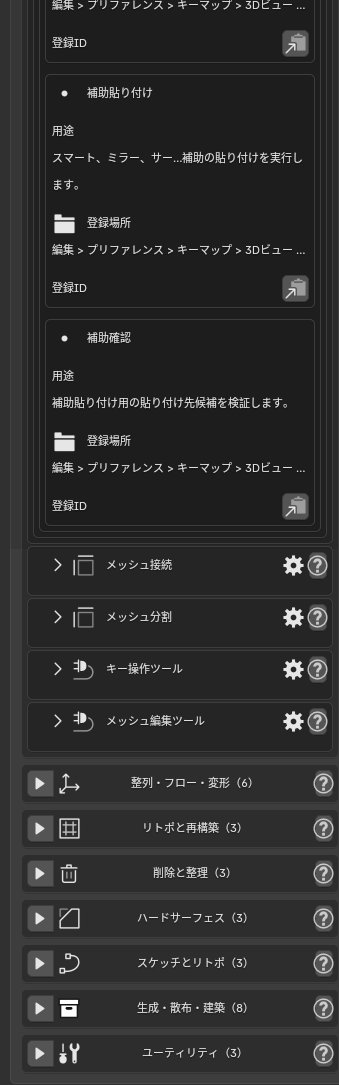 編集 > プリファレンス > キーマップ > 3Dビュー ...
登録ID
補助貼り付け
用途
スマート、ミラー、サー...補助の貼り付けを実行し
ます。
登録場所
編集 > プリファレンス > キーマップ > 3Dビュー ...
登録ID
補助確認
用途
補助貼り付け用の貼り付け先候補を検証します。
登録場所
編集 > プリファレンス > キーマップ > 3Dビュー ...
登録ID
メッシュ接続
メッシュ分割
キー操作ツール
メッシュ編集ツール
整列・フロー・変形（6）
リトポと再構築（3）
削除と整理（3）
ハードサーフェス（3）
スケッチとリトポ（3）
生成・散布・建築（8）
ユーティリティ（3）